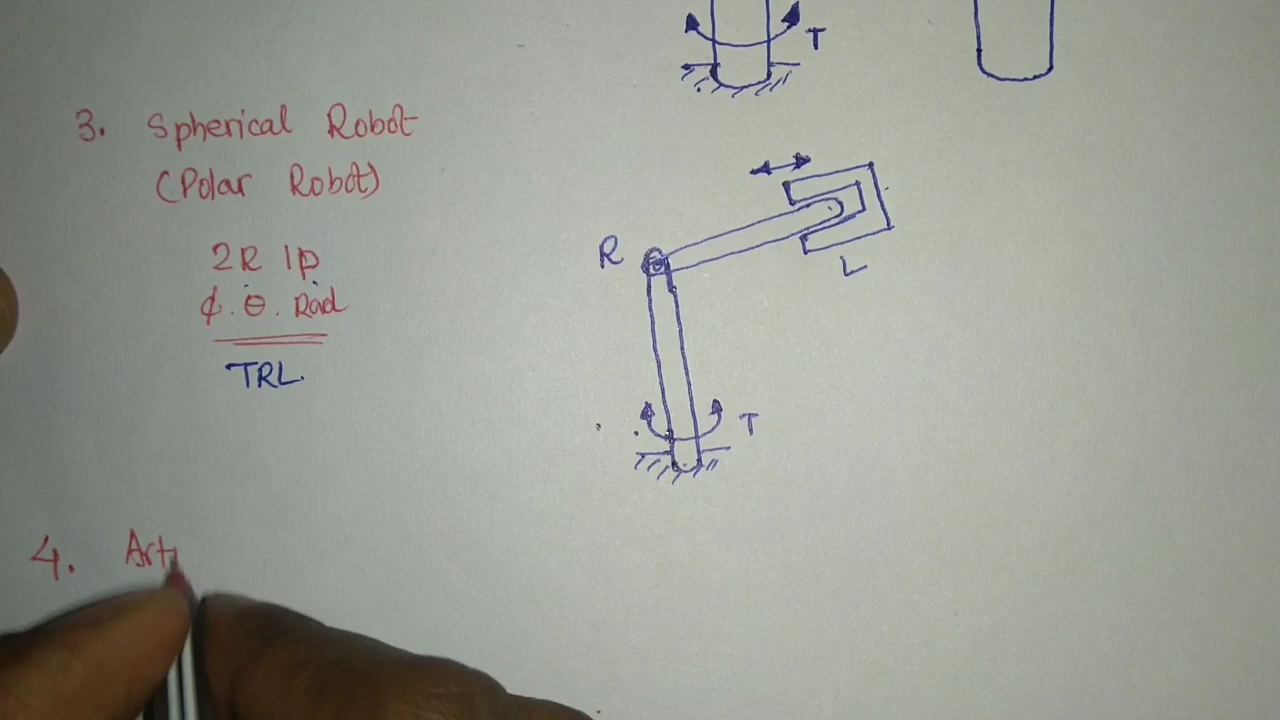 T
3. Spherical Robot
(Polar Robot)
R
2R 1p
L
¢.θ. Rad
TRL.
T
4. Art